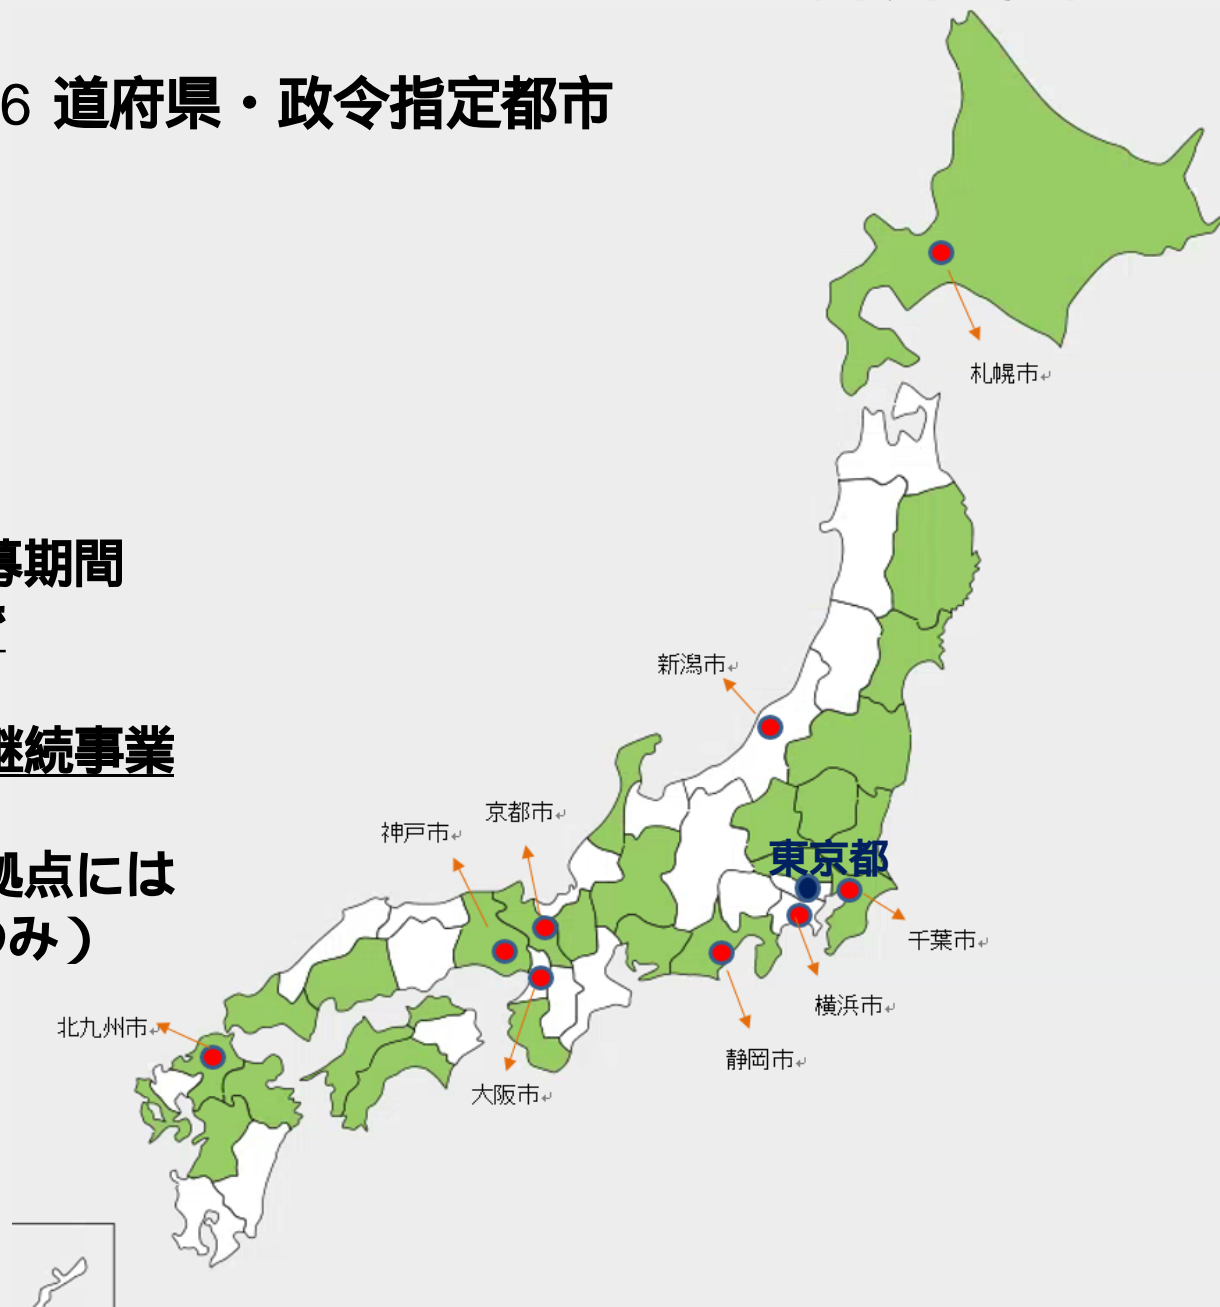 6 道府県・政令指定都市
札幌市
募期間
新潟市
継続事業
京都市
神戸市
東京都
拠点には
のみ）
千葉市
横浜市
北九州市
静岡市
大阪市